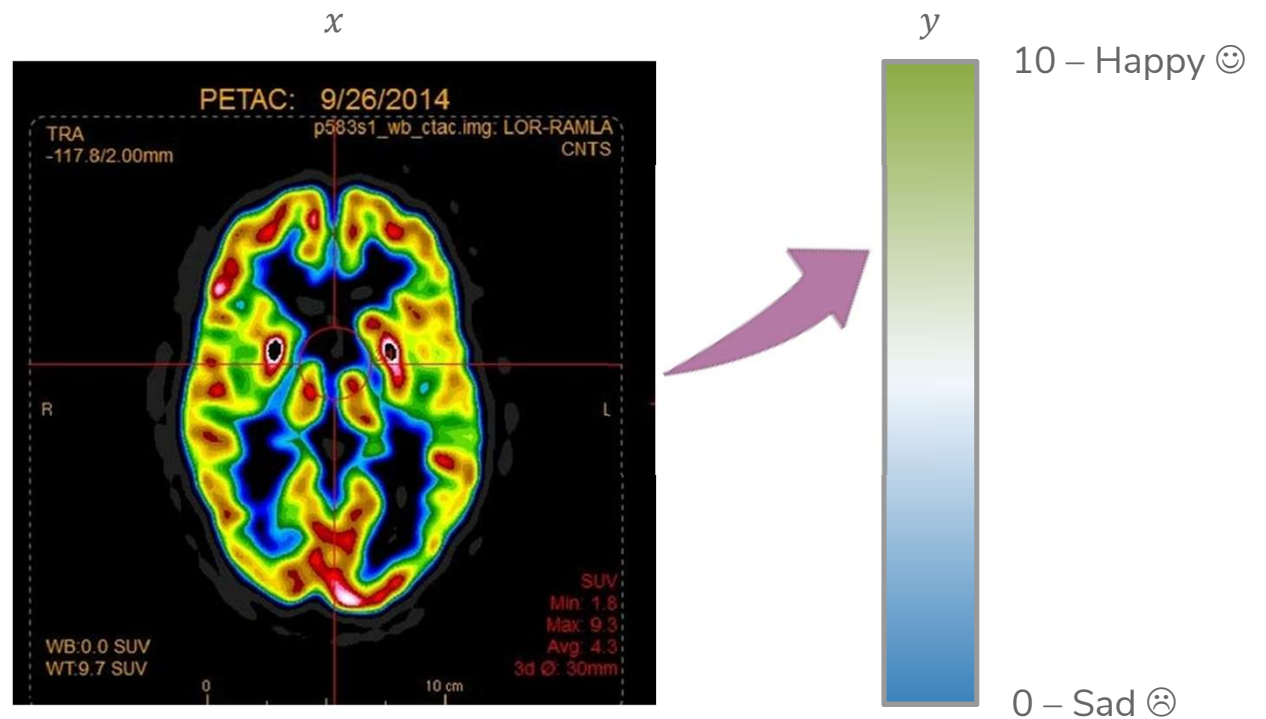 x
y
10 – Happy ☺
PETAC: 9/26/2014
TRA
-117.8/2.00mm
p583s1_wb_ctac.img: LOR-RAMLA
CNTS
R
L
SUV
Min: 1.8
Max: 9.3
Avg: 4.3
3d Ø: 30mm
WB:0.0 SUV
WT:9.7 SUV
0
10 cm
0 – Sad ☹